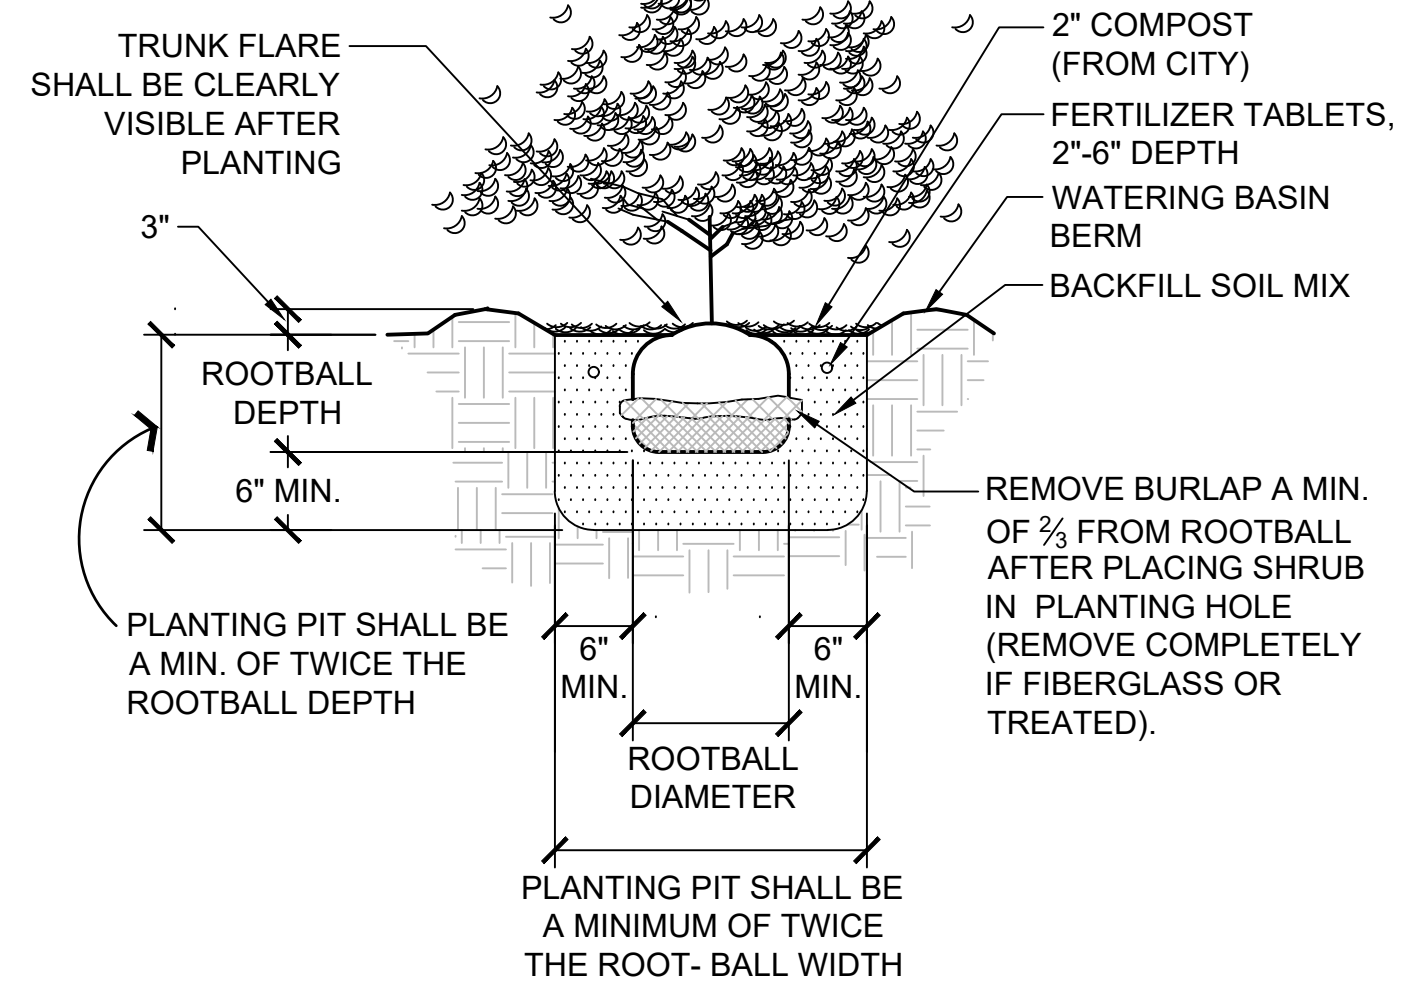 TRUNK FLARE
SHALL BE CLEARLY
VISIBLE AFTER
PLANTING
3"
ROOTBALL
DEPTH
6" MIN.
PLANTING PIT SHALL BE
A MIN. OF TWICE THE
ROOTBALL DEPTH
2" COMPOST
(FROM CITY)
FERTILIZER TABLETS,
2"-6" DEPTH
WATERING BASIN
BERM
BACKFILL SOIL MIX
REMOVE BURLAP A MIN.
OF ⅔ FROM ROOTBALL
AFTER PLACING SHRUB
IN PLANTING HOLE
(REMOVE COMPLETELY
IF FIBERGLASS OR
TREATED).
6"
MIN.
6"
MIN.
ROOTBALL
DIAMETER
PLANTING PIT SHALL BE
A MINIMUM OF TWICE
THE ROOT- BALL WIDTH